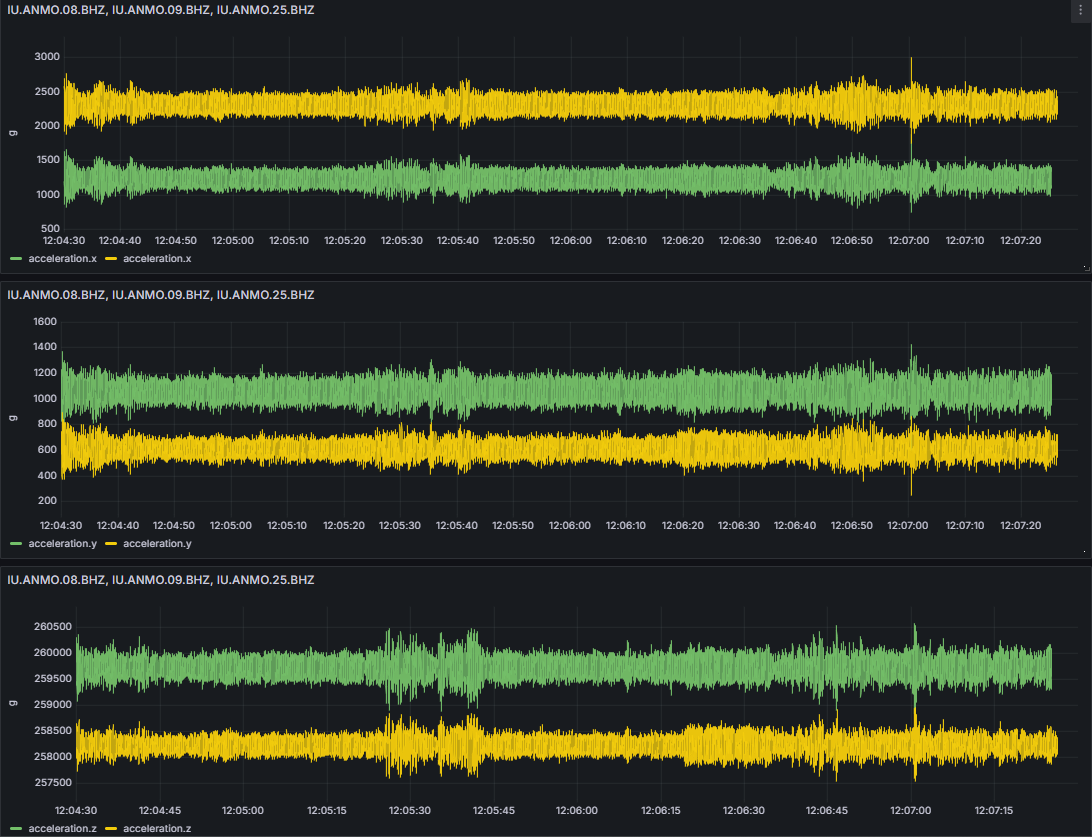 IU.ANMO.08.BHZ, IU.ANMO.09.BHZ, IU.ANMO.25.BHZ
3000
2500
2000
1500
1000
500
g
12:04:30 12:04:40 12:04:50 12:05:00 12:05:10 12:05:20 12:05:30 12:05:40 12:05:50 12:06:00 12:06:10 12:06:20 12:06:30 12:06:40 12:06:50 12:07:00 12:07:10 12:07:20
acceleration.x acceleration.x
IU.ANMO.08.BHZ, IU.ANMO.09.BHZ, IU.ANMO.25.BHZ
1600
1400
1200
1000
800
600
400
200
g
12:04:30 12:04:40 12:04:50 12:05:00 12:05:10 12:05:20 12:05:30 12:05:40 12:05:50 12:06:00 12:06:10 12:06:20 12:06:30 12:06:40 12:06:50 12:07:00 12:07:10 12:07:20
acceleration.y acceleration.y
IU.ANMO.08.BHZ, IU.ANMO.09.BHZ, IU.ANMO.25.BHZ
260500
260000
259500
259000
258500
258000
257500
g
12:04:30 12:04:45 12:05:00 12:05:15 12:05:30 12:05:45 12:06:00 12:06:15 12:06:30 12:06:45 12:07:00 12:07:15
acceleration.z acceleration.z